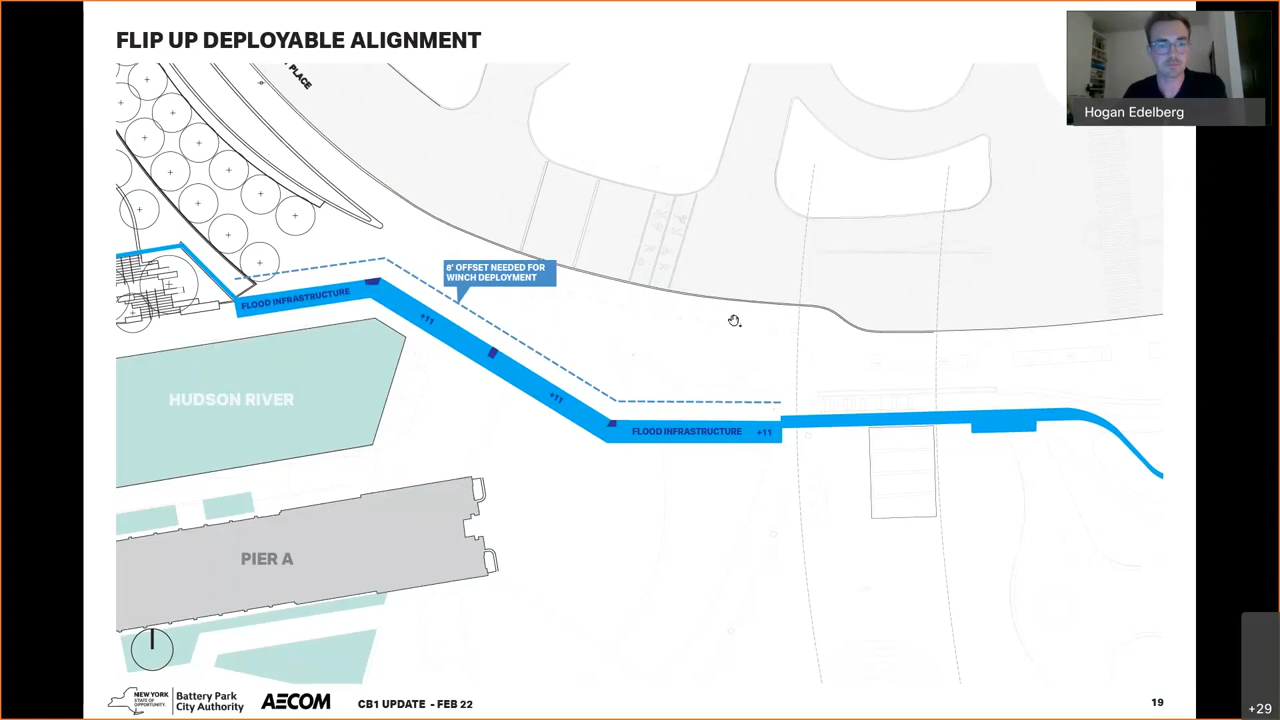 FLIP UP DEPLOYABLE ALIGNMENT
Hogan Edelberg
PLACE
8' OFFSET NEEDED FOR
WINCH DEPLOYMENT
FLOOD INFRASTRUCTURE
+11
+11
FLOOD INFRASTRUCTURE +11
HUDSON RIVER
PIER A
NEW YORK
STATE OF
OPPORTUNITY.
Battery Park
City Authority
AECOM
CB1 UPDATE - FEB 22
19
+29